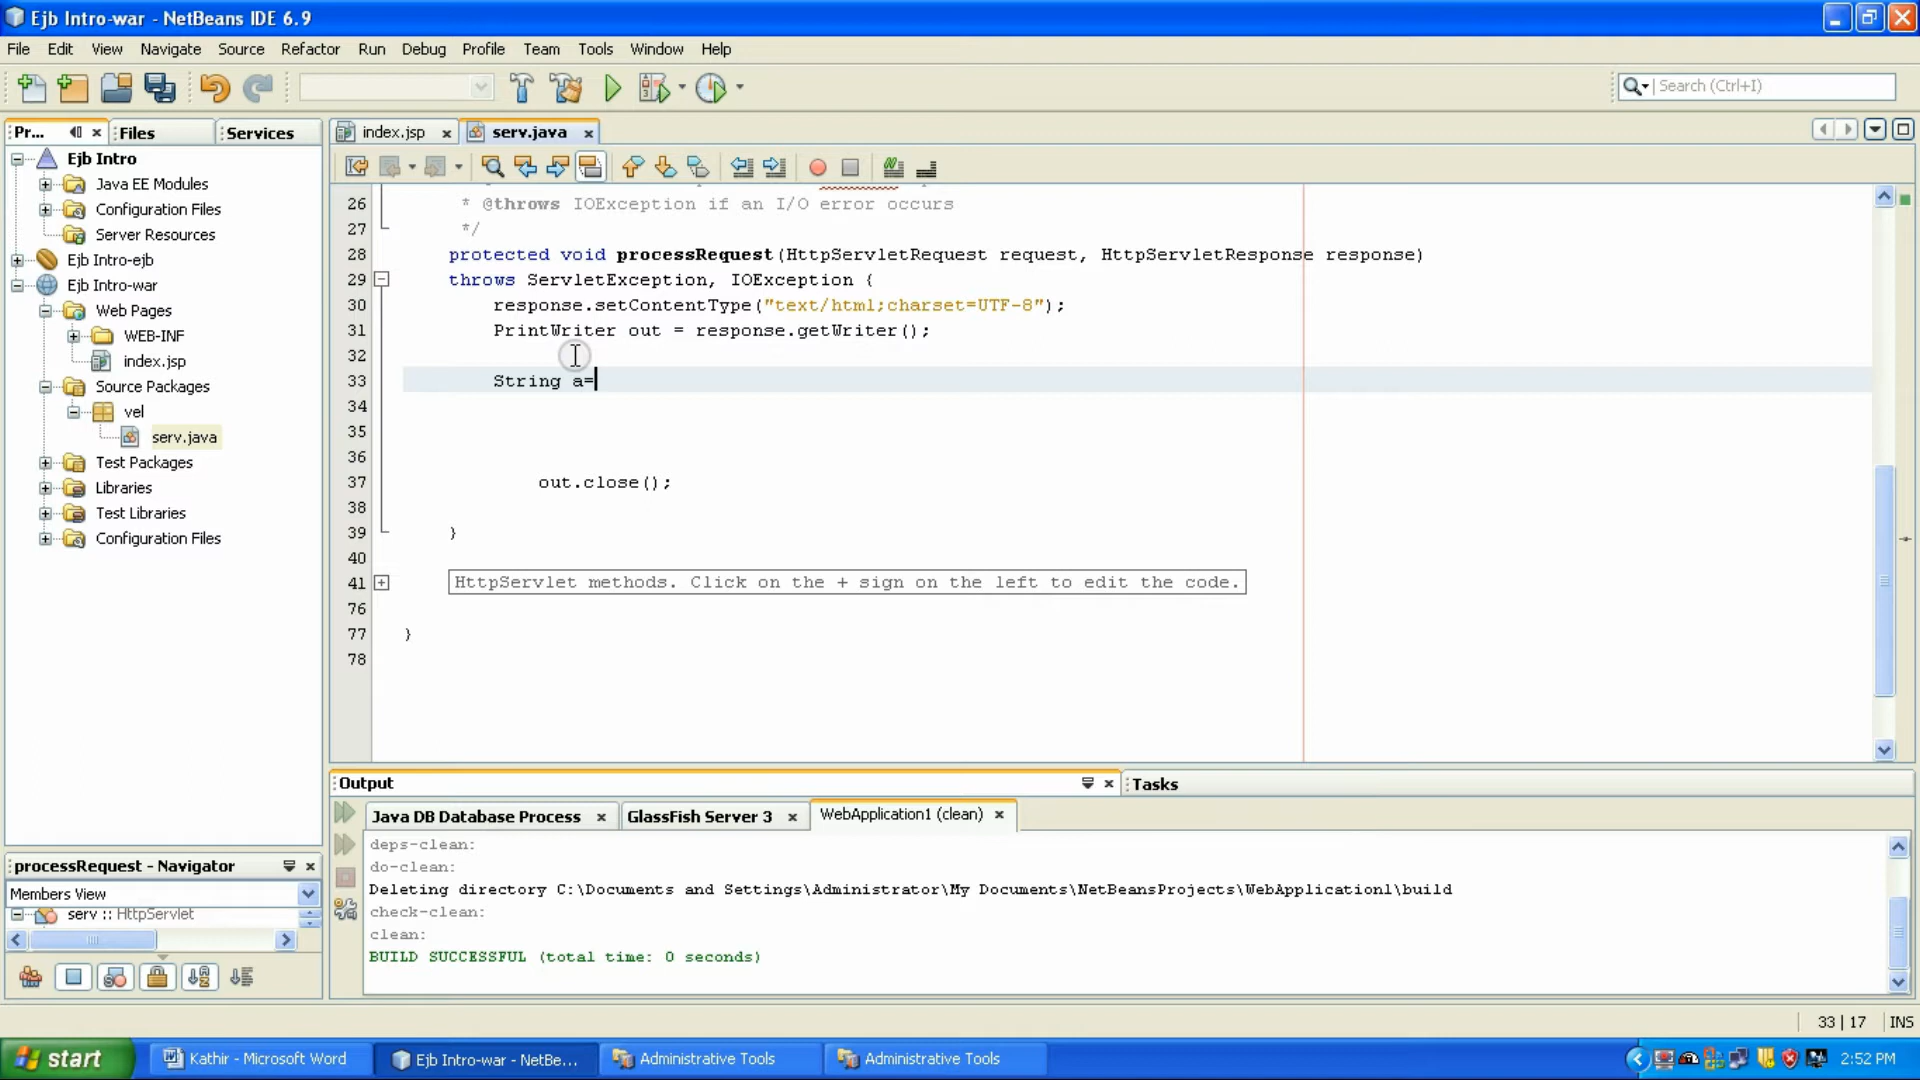 Ejb Intro-war - NetBeans IDE 6.9
File Edit View Navigate Source Refactor Run Debug Profile Team Tools Window Help
Search (Ctrl+I)
Pr... Files Services
index.jsp serv.java
Ejb Intro
Java EE Modules
Configuration Files
Server Resources
Ejb Intro-ejb
Ejb Intro-war
Web Pages
WEB-INF
index.jsp
Source Packages
vel
serv.java
Test Packages
Libraries
Test Libraries
Configuration Files
26 * @throws IOException if an I/O error occurs
27 */
28 protected void processRequest(HttpServletRequest request, HttpServletResponse response)
29 throws ServletException, IOException {
30 response.setContentType("text/html;charset=UTF-8");
31 PrintWriter out = response.getWriter();
32
33 String a=
34
35
36
37 out.close();
38
39 }
40
41 HttpServlet methods. Click on the + sign on the left to edit the code.
76
77 }
78
processRequest - Navigator
Members View
serv :: HttpServlet
Output
Tasks
Java DB Database Process GlassFish Server 3 WebApplication1 (clean)
deps-clean:
do-clean:
Deleting directory C:\Documents and Settings\Administrator\My Documents\NetBeansProjects\WebApplication1\build
check-clean:
clean:
BUILD SUCCESSFUL (total time: 0 seconds)
33 | 17 INS
start Kathir - Microsoft Word Ejb Intro-war - NetBe... Administrative Tools Administrative Tools 2:52 PM